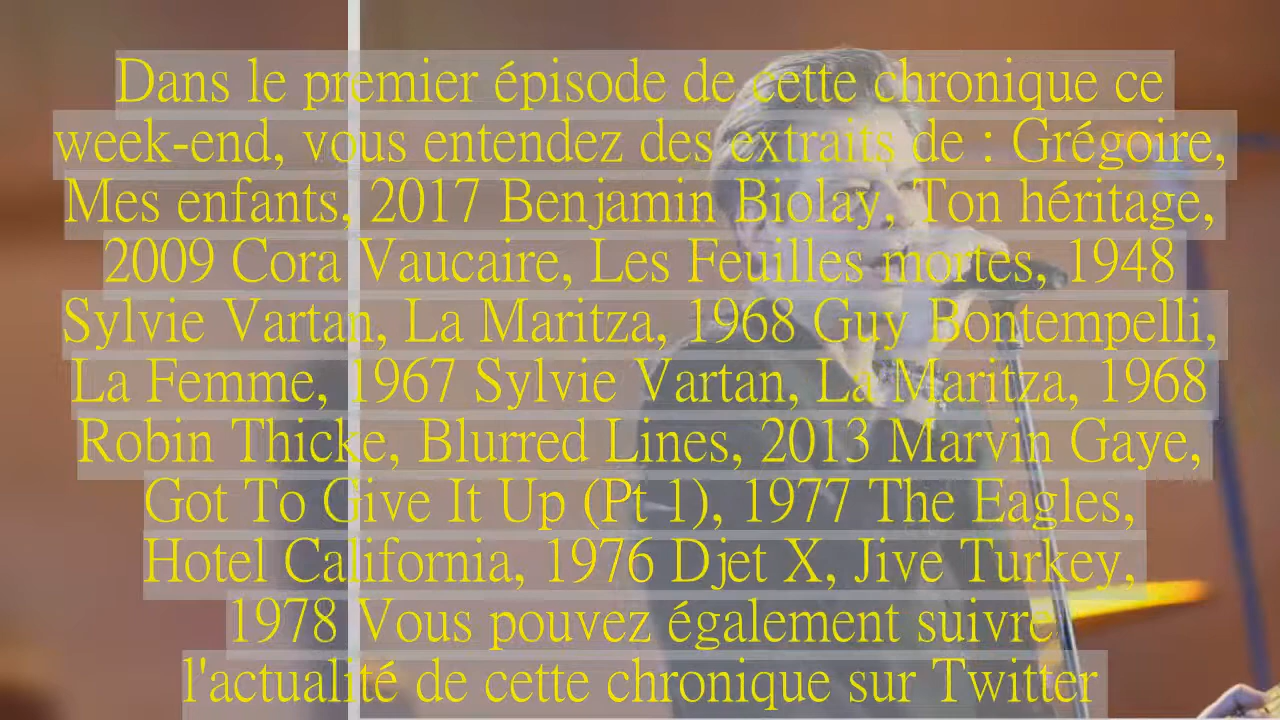 Dans le premier épisode de cette chronique ce
week-end, vous entendez des extraits de : Grégoire,
Mes enfants, 2017 Benjamin Biolay, Ton héritage,
2009 Cora Vaucaire, Les Feuilles mortes, 1948
Sylvie Vartan, La Maritza, 1968 Guy Bontempelli,
La Femme, 1967 Sylvie Vartan, La Maritza, 1968
Robin Thicke, Blurred Lines, 2013 Marvin Gaye,
Got To Give It Up (Pt 1), 1977 The Eagles,
Hotel California, 1976 Djet X, Jive Turkey,
1978 Vous pouvez également suivre
l'actualité de cette chronique sur Twitter